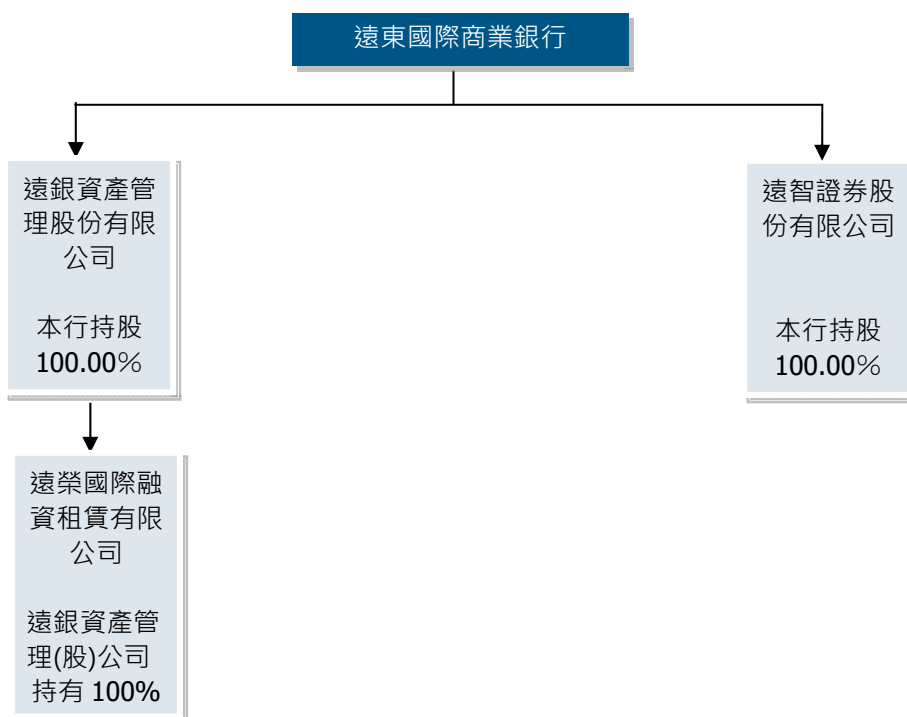 遠東國際商業銀行
遠銀資產管
理股份有限
公司
本行持股
100.00%
遠智證券股
份有限公司
本行持股
100.00%
遠榮國際融
資租賃有限
公司
遠銀資產管
理(股)公司
持有 100%